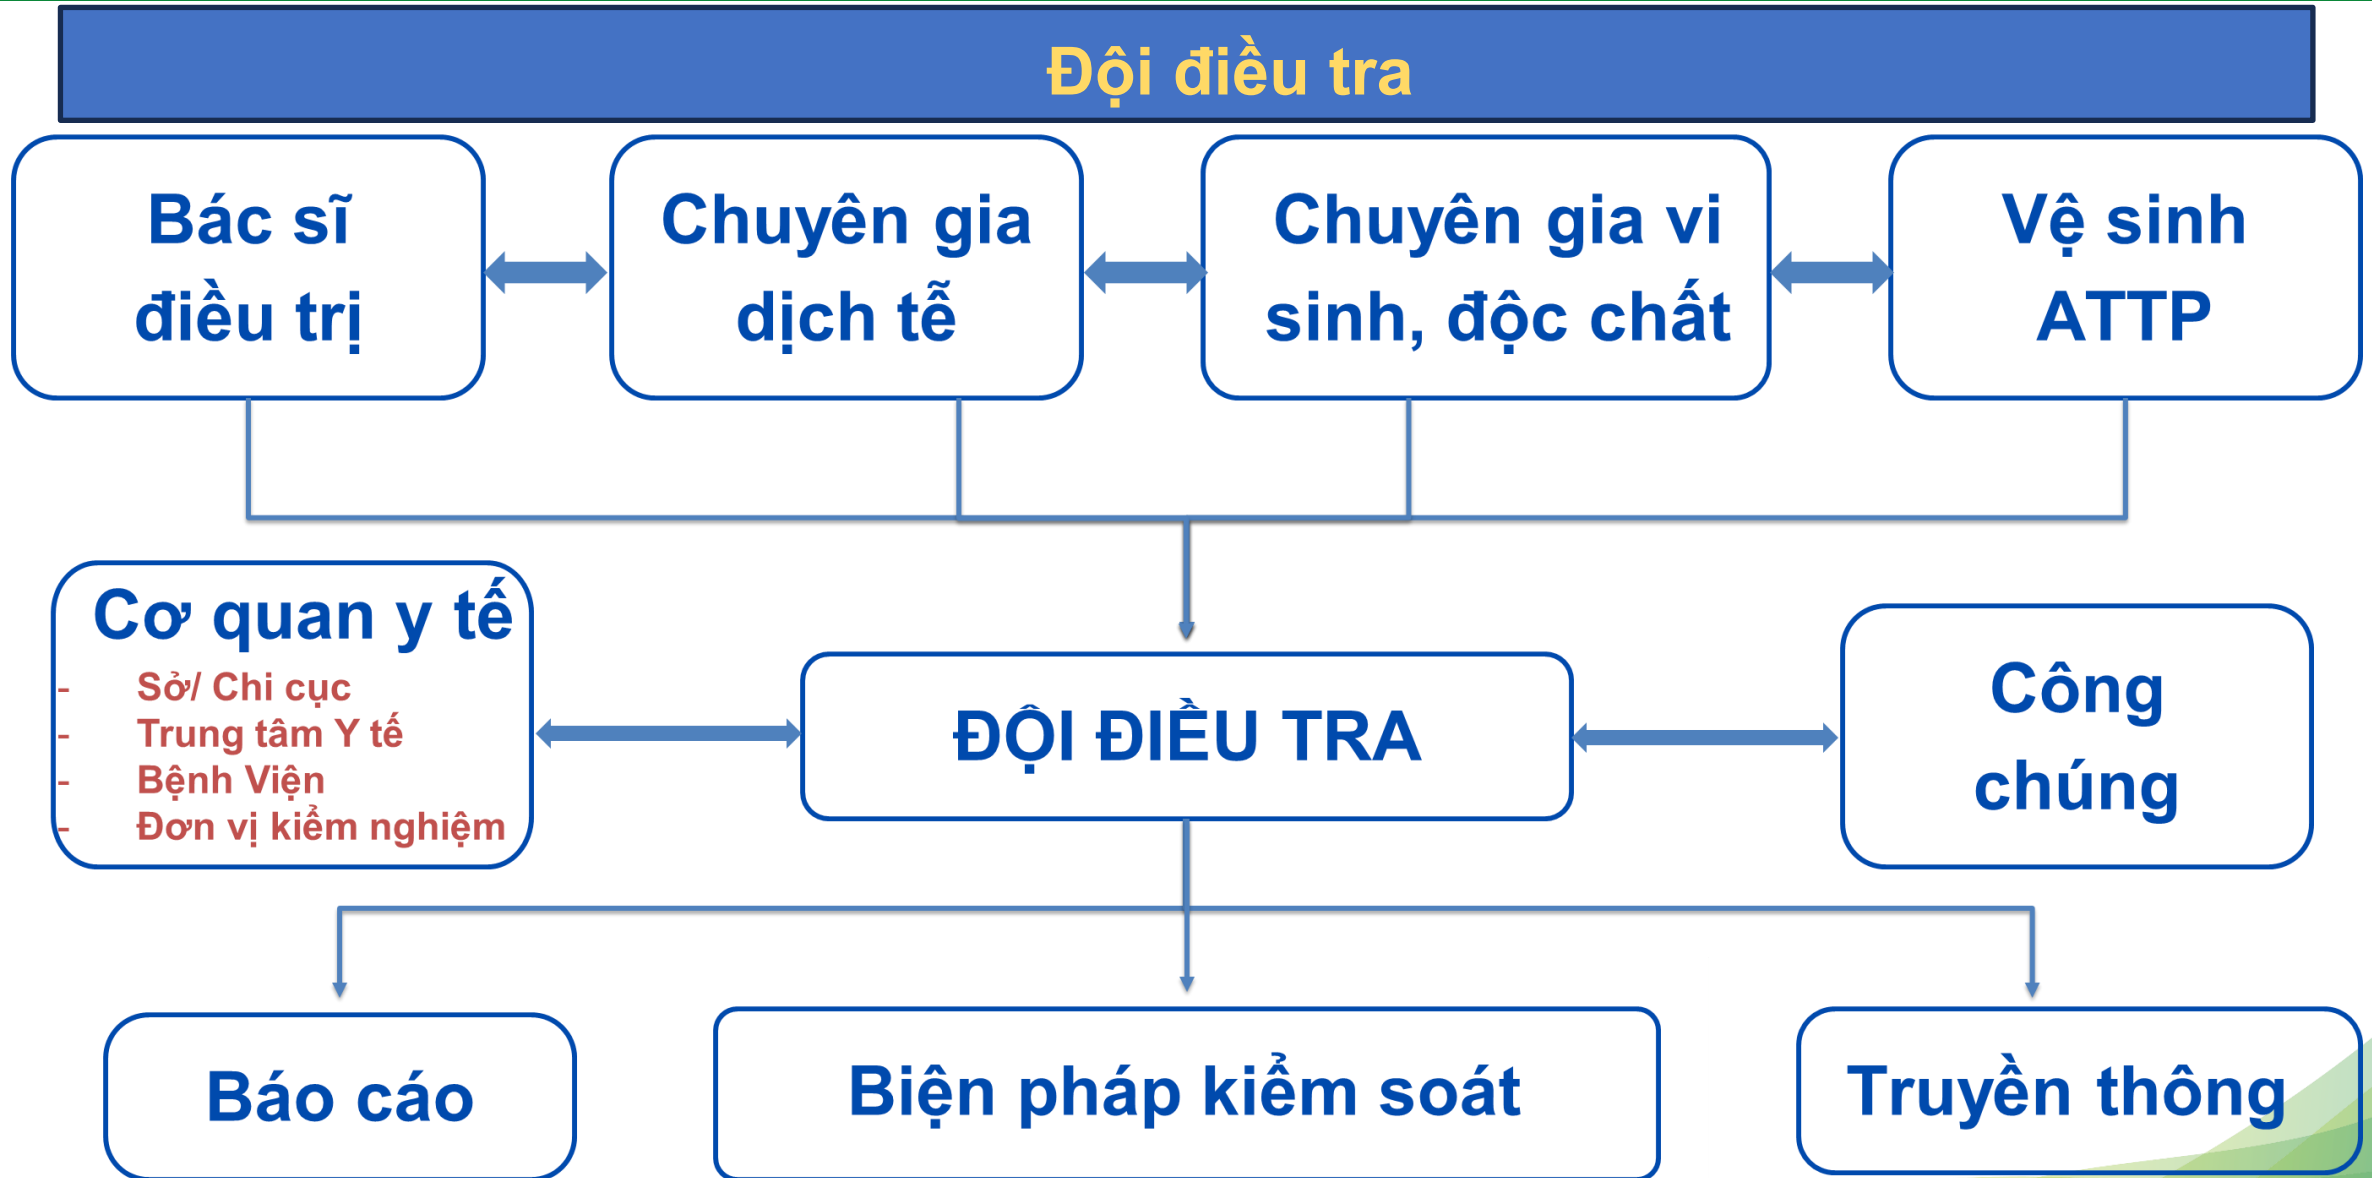 Đội điều tra
Bác sĩ
điều trị
Chuyên gia
dịch tễ
Chuyên gia vi
sinh, độc chất
Vệ sinh
ATTP
Cơ quan y tế
- Sở/ Chi cục
- Trung tâm Y tế
- Bệnh Viện
- Đơn vị kiểm nghiệm
ĐỘI ĐIỀU TRA
Công
chúng
Báo cáo
Biện pháp kiểm soát
Truyền thông